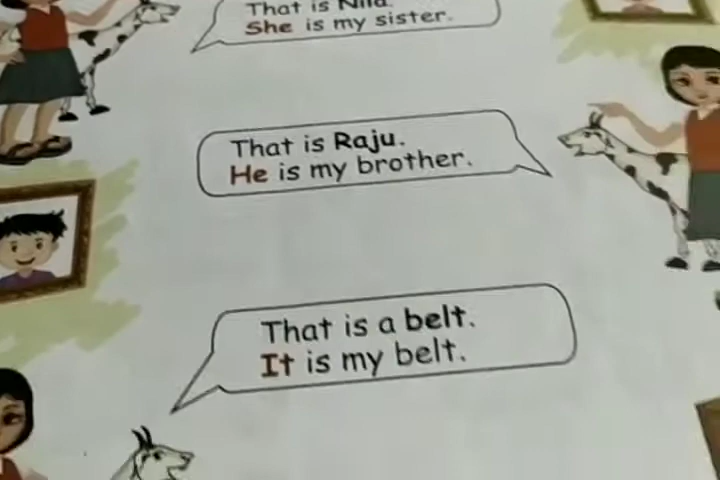 That is Nila.
She is my sister.
That is Raju.
He is my brother.
That is a belt.
It is my belt.